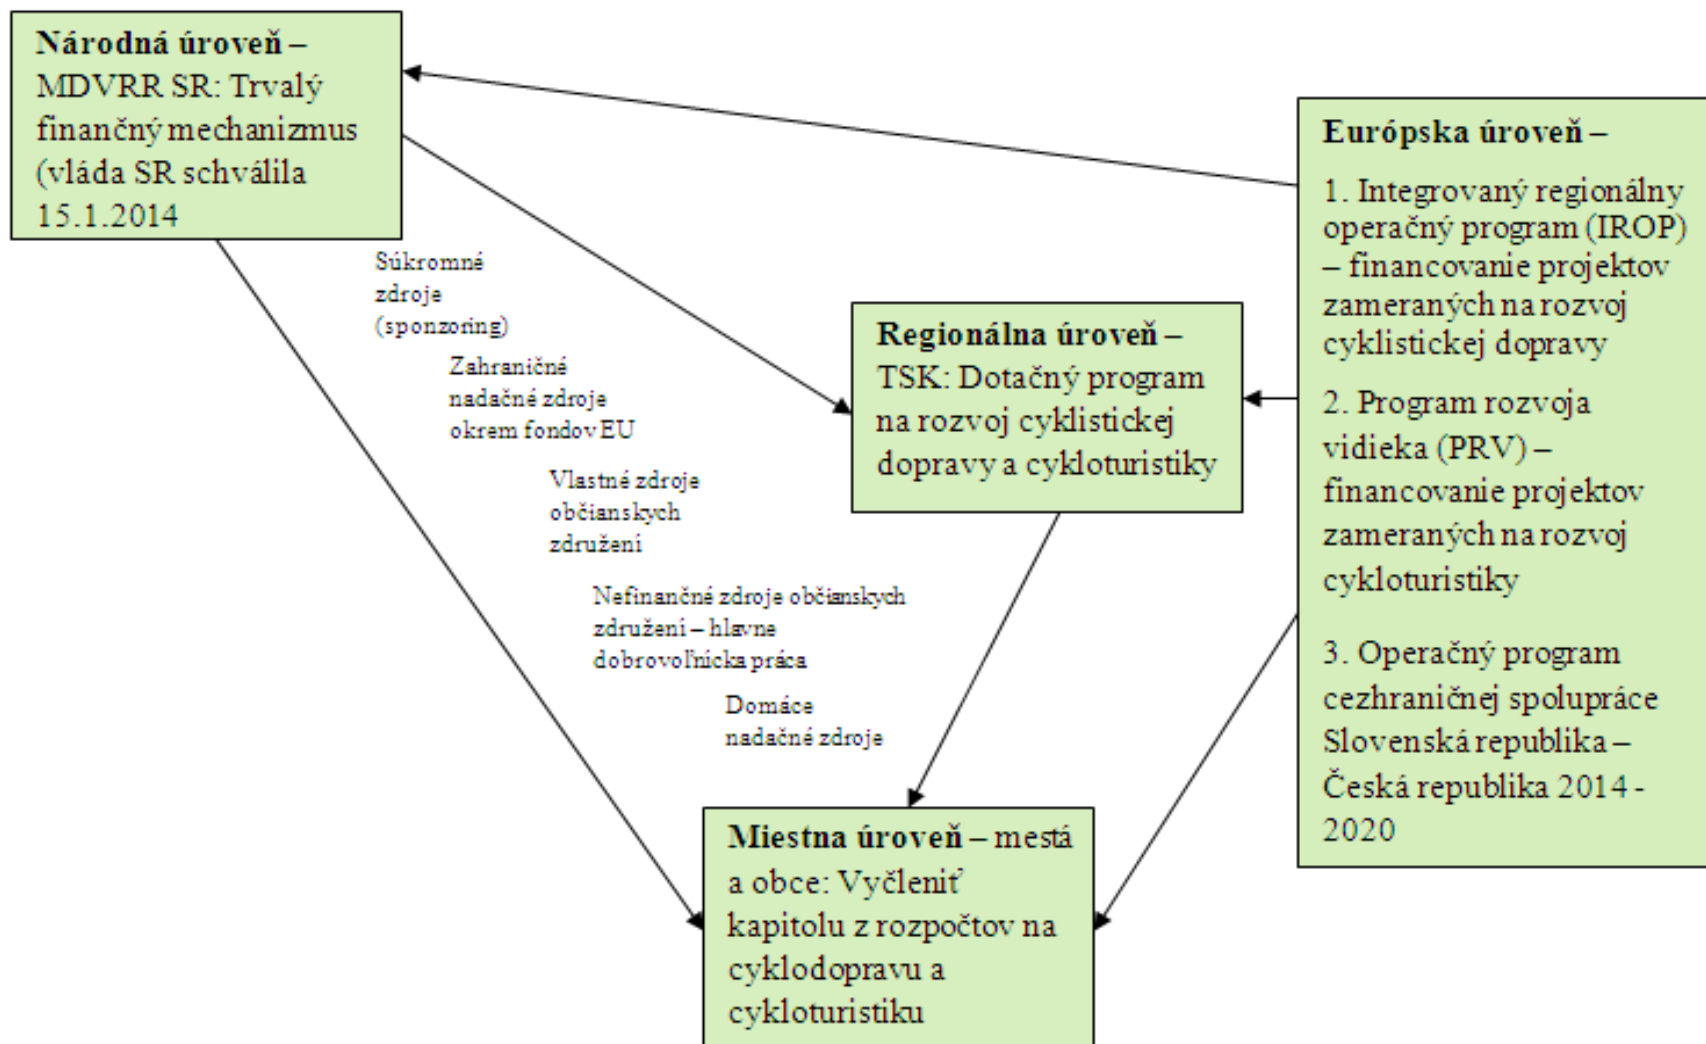 Národná úroveň –
MDVRR SR: Trvalý
finančný mechanizmus
(vláda SR schválila
15.1.2014
Súkromné
zdroje
(sponzoring)
Zahraničné
nadačné zdroje
okrem fondov EU
Vlastné zdroje
občianskych
združení
Nefinančné zdroje občianskych
združení – hlavne
dobrovoľnícka práca
Domáce
nadačné zdroje
Regionálna úroveň –
TSK: Dotačný program
na rozvoj cyklistickej
dopravy a cykloturistiky
Európska úroveň –
1. Integrovaný regionálny
operačný program (IROP)
– financovanie projektov
zameraných na rozvoj
cyklistickej dopravy
2. Program rozvoja
vidieka (PRV) –
financovanie projektov
zameraných na rozvoj
cykloturistiky
3. Operačný program
cezhraničnej spolupráce
Slovenská republika –
Česká republika 2014 -
2020
Miestna úroveň – mestá
a obce: Vyčleniť
kapitolu z rozpočtov na
cyklodopravu a
cykloturistiku